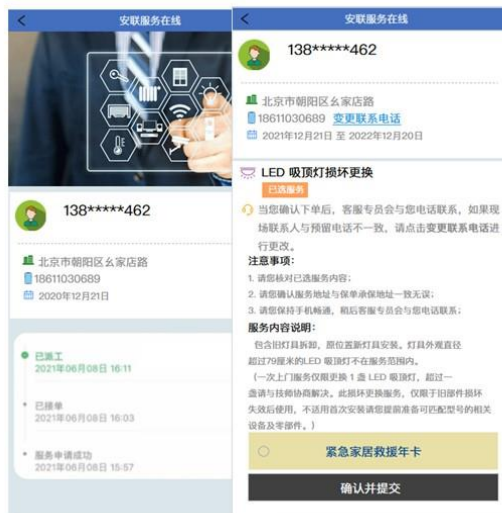 安联服务在线
138*****462
北京市朝阳区幺家店路
18611030689
2020年12月21日
已派工
2021年06月08日 16:11
已接单
2021年06月08日 16:03
服务申请成功
2021年06月08日 15:57
安联服务在线
138*****462
北京市朝阳区幺家店路
18611030689 变更联系电话
2021年12月21日 至 2022年12月20日
LED 吸顶灯损坏更换
已选服务
当您确认下单后，客服专员会与您电话联系，如果现
场联系人与预留电话不一致，请点击变更联系电话进
行更改。
注意事项：
1. 请您核对已选服务内容；
2. 请您确认服务地址与保单承保地址一致无误；
3. 请您保持手机畅通，稍后客服专员会与您电话联系；
服务内容说明：
包含旧灯具拆卸，原位置新灯具安装。灯具外观直径
超过79厘米的LED 吸顶灯不在服务范围内。
（一次上门服务仅限更换 1 盏 LED 吸顶灯，超过一
盏请与技师协商解决。此损坏更换服务，仅限于旧部件损坏
失效后使用，不适用首次安装请您提前准备可匹配型号的相关
设备及零部件。）
紧急家居救援年卡
确认并提交